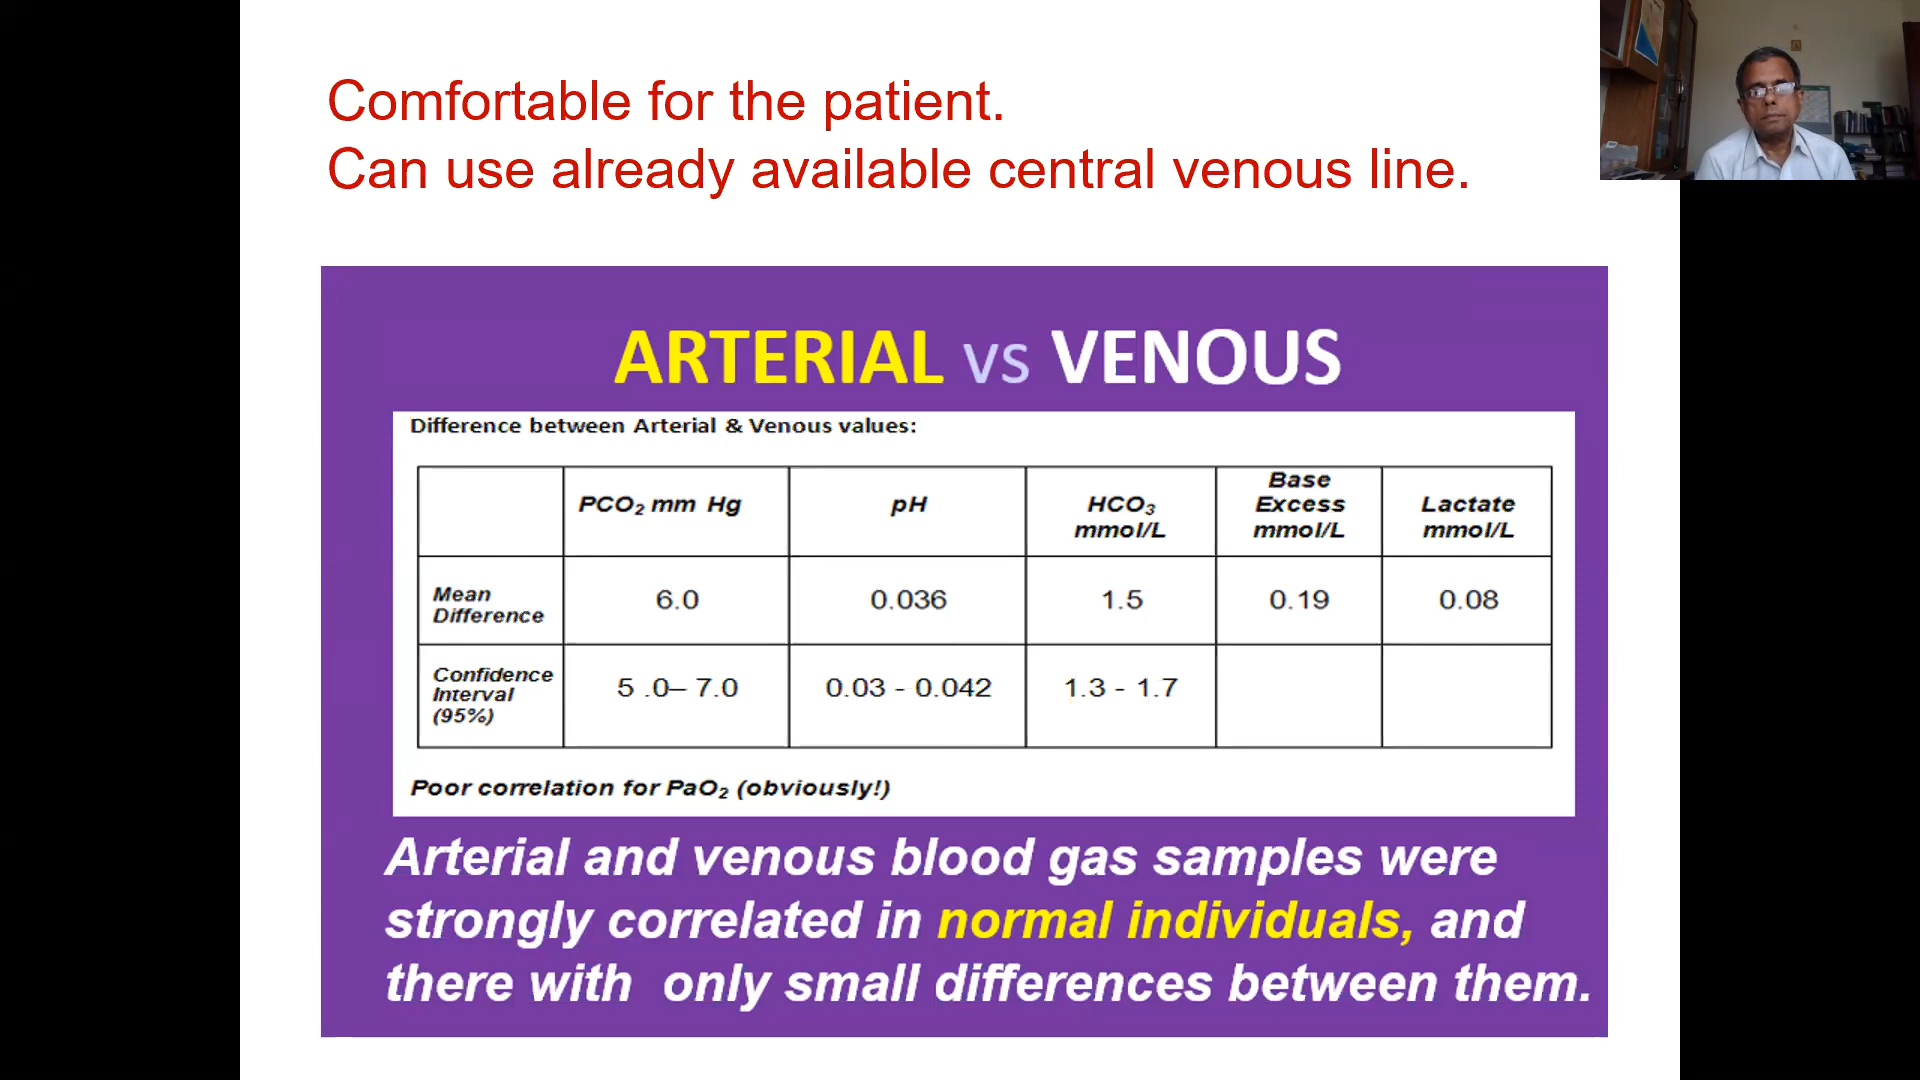 Comfortable for the patient.
Can use already available central venous line.
ARTERIAL vs VENOUS
Difference between Arterial & Venous values:
PCO₂ mm Hg pH HCO₃ mmol/L Base Excess mmol/L Lactate mmol/L
Mean Difference 6.0 0.036 1.5 0.19 0.08
Confidence Interval (95%) 5 .0– 7.0 0.03 - 0.042 1.3 - 1.7
Poor correlation for PaO₂ (obviously!)
Arterial and venous blood gas samples were
strongly correlated in normal individuals, and
there with only small differences between them.